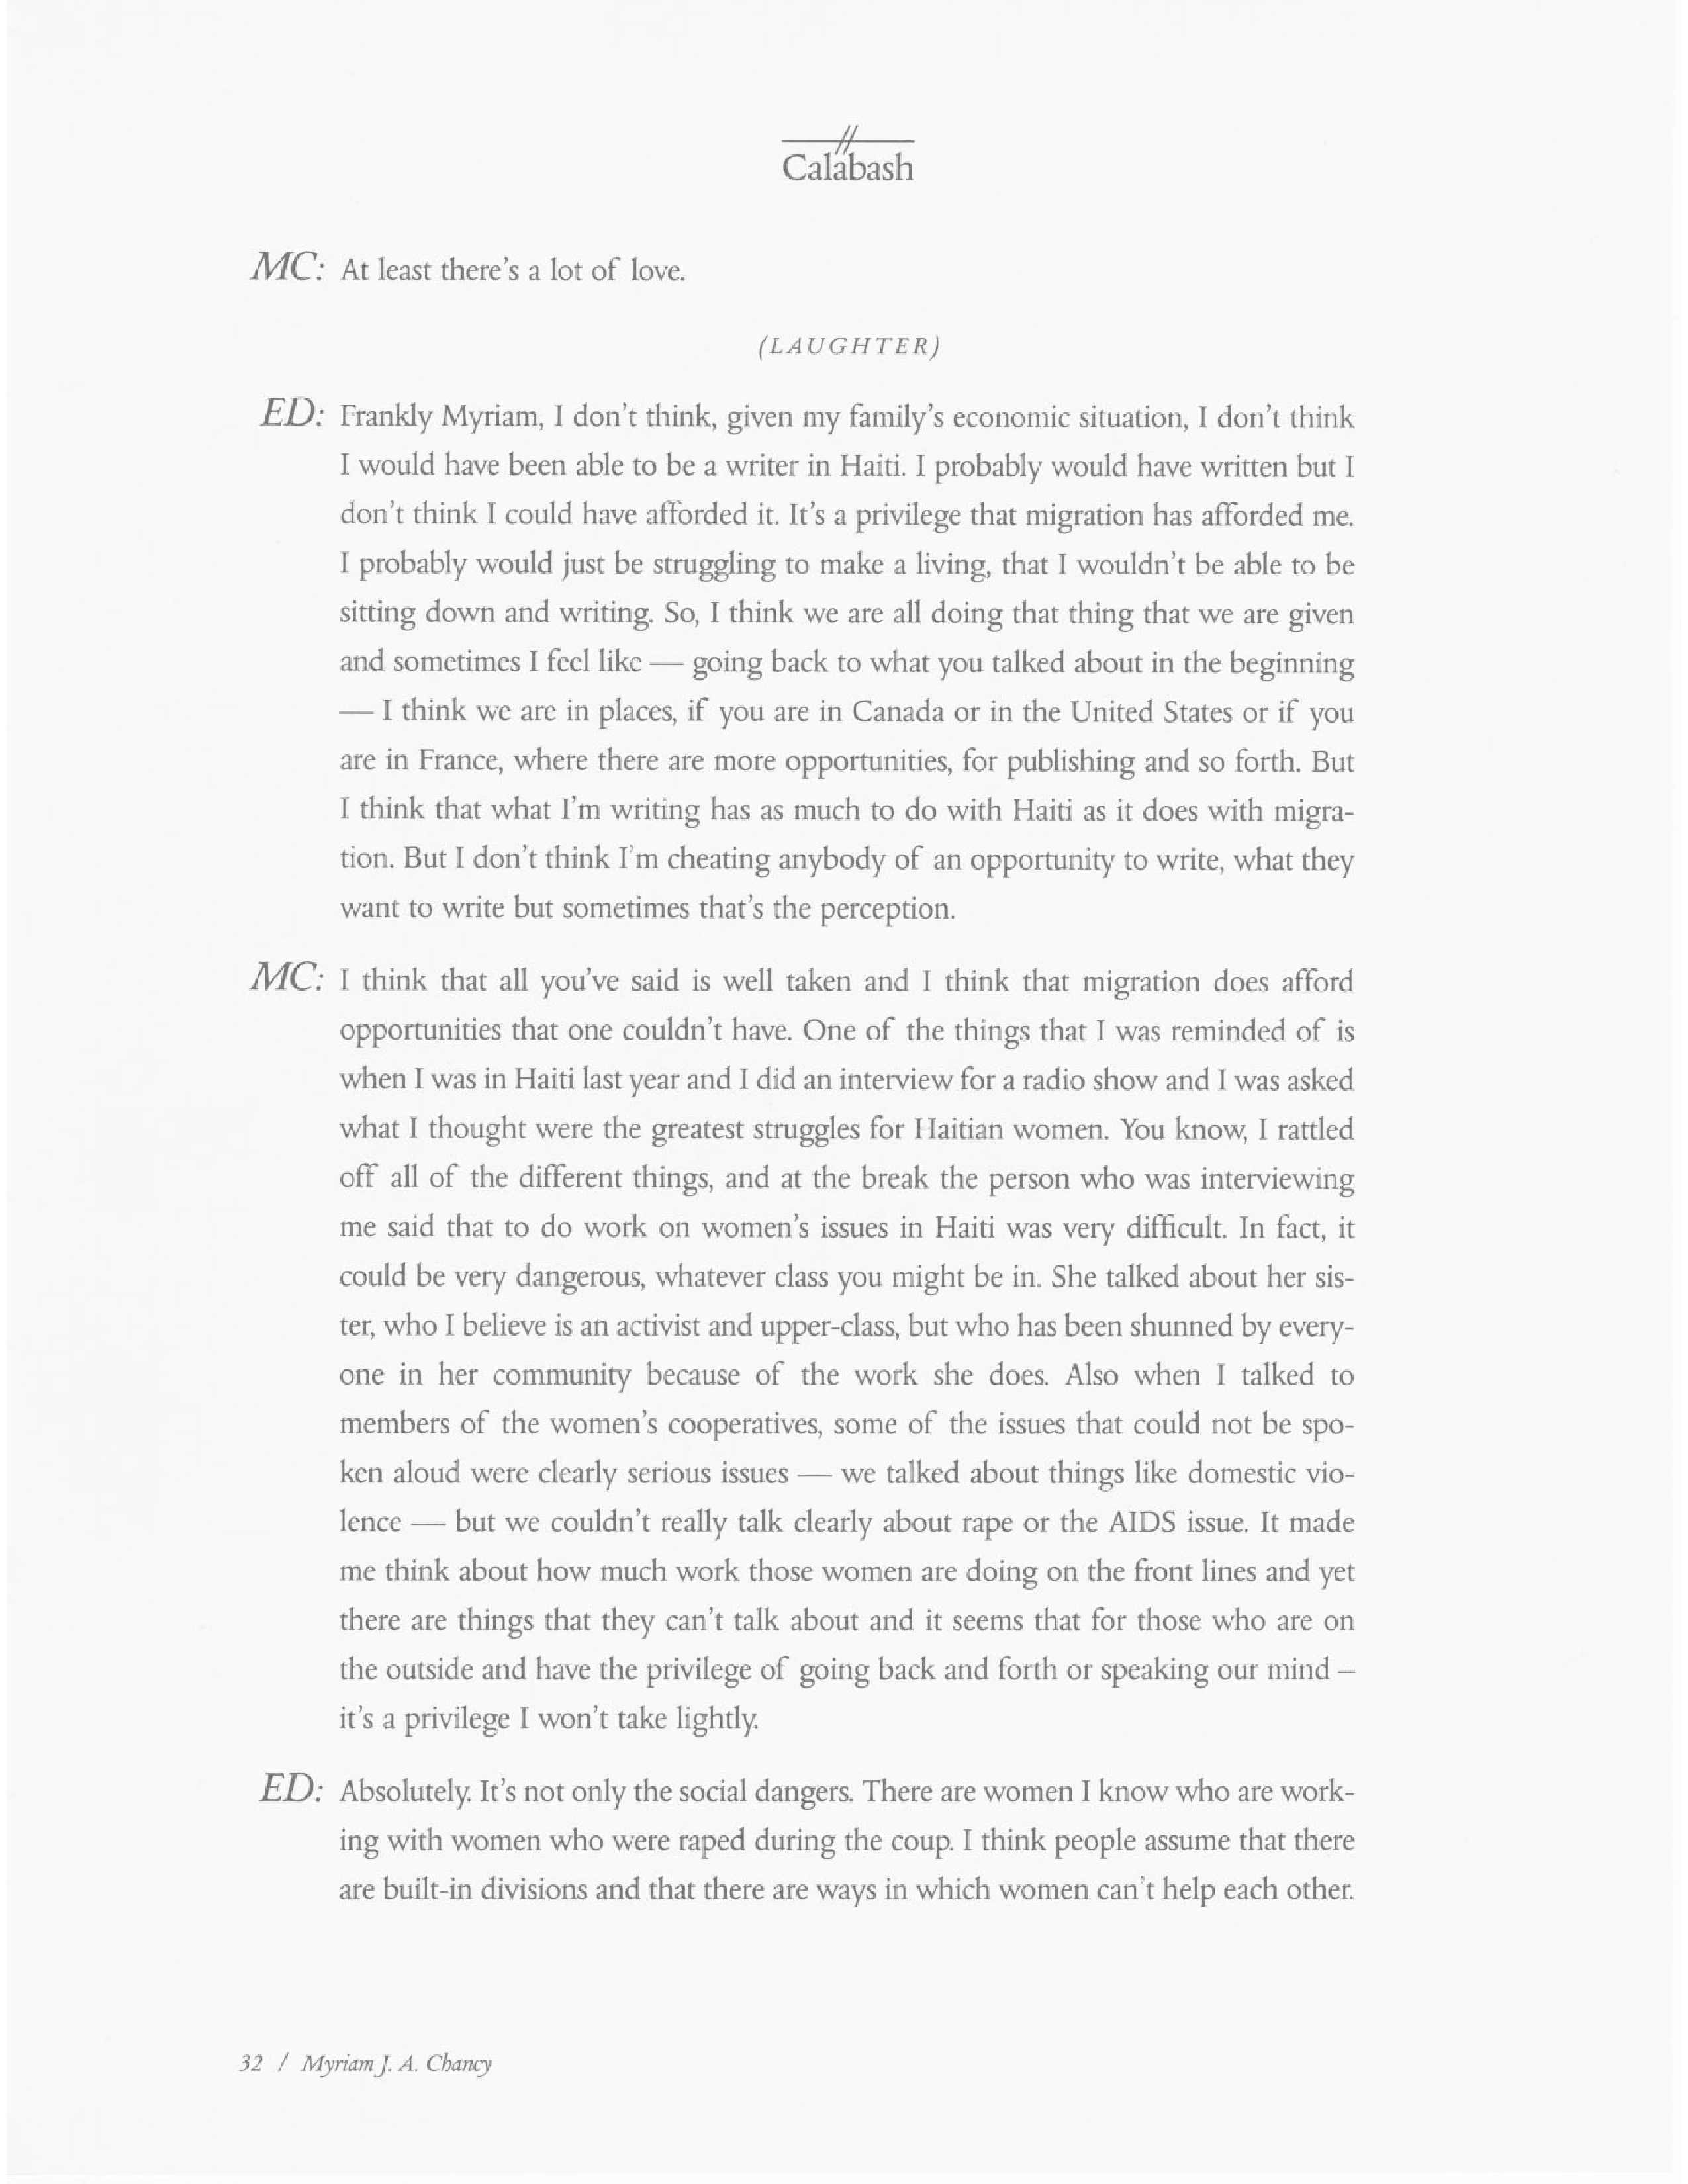 Calabash
MC: At least there's a lot of love.
(LAUGHTER)
ED: Frankly Myriam, I don't think, given my family's economic situation, I don't think
I would have been able to be a writer in Haiti. I probably would have written but I
don't think I could have afforded it. It's a privilege that migration has afforded me.
I probably would just be struggling to make a living, that I wouldn't be able to be
sitting down and writing. So, I think we are all doing that thing that we are given
and sometimes I feel like — going back to what you talked about in the beginning
— I think we are in places, if you are in Canada or in the United States or if you
are in France, where there are more opportunities, for publishing and so forth. But
I think that what I'm writing has as much to do with Haiti as it does with migra-
tion. But I don't think I'm cheating anybody of an opportunity to write, what they
want to write but sometimes that's the perception.
MC: I think that all you've said is well taken and I think that migration does afford
opportunities that one couldn't have. One of the things that I was reminded of is
when I was in Haiti last year and I did an interview for a radio show and I was asked
what I thought were the greatest struggles for Haitian women. You know, I rattled
off all of the different things, and at the break the person who was interviewing
me said that to do work on women's issues in Haiti was very difficult. In fact, it
could be very dangerous, whatever class you might be in. She talked about her sis-
ter, who I believe is an activist and upper-class, but who has been shunned by every-
one in her community because of the work she does. Also when I talked to
members of the women's cooperatives, some of the issues that could not be spo-
ken aloud were clearly serious issues — we talked about things like domestic vio-
lence — but we couldn't really talk clearly about rape or the AIDS issue. It made
me think about how much work those women are doing on the front lines and yet
there are things that they can't talk about and it seems that for those who are on
the outside and have the privilege of going back and forth or speaking our mind –
it's a privilege I won't take lightly.
ED: Absolutely. It's not only the social dangers. There are women I know who are work-
ing with women who were raped during the coup. I think people assume that there
are built-in divisions and that there are ways in which women can't help each other.
32 / Myriam J. A. Chancy